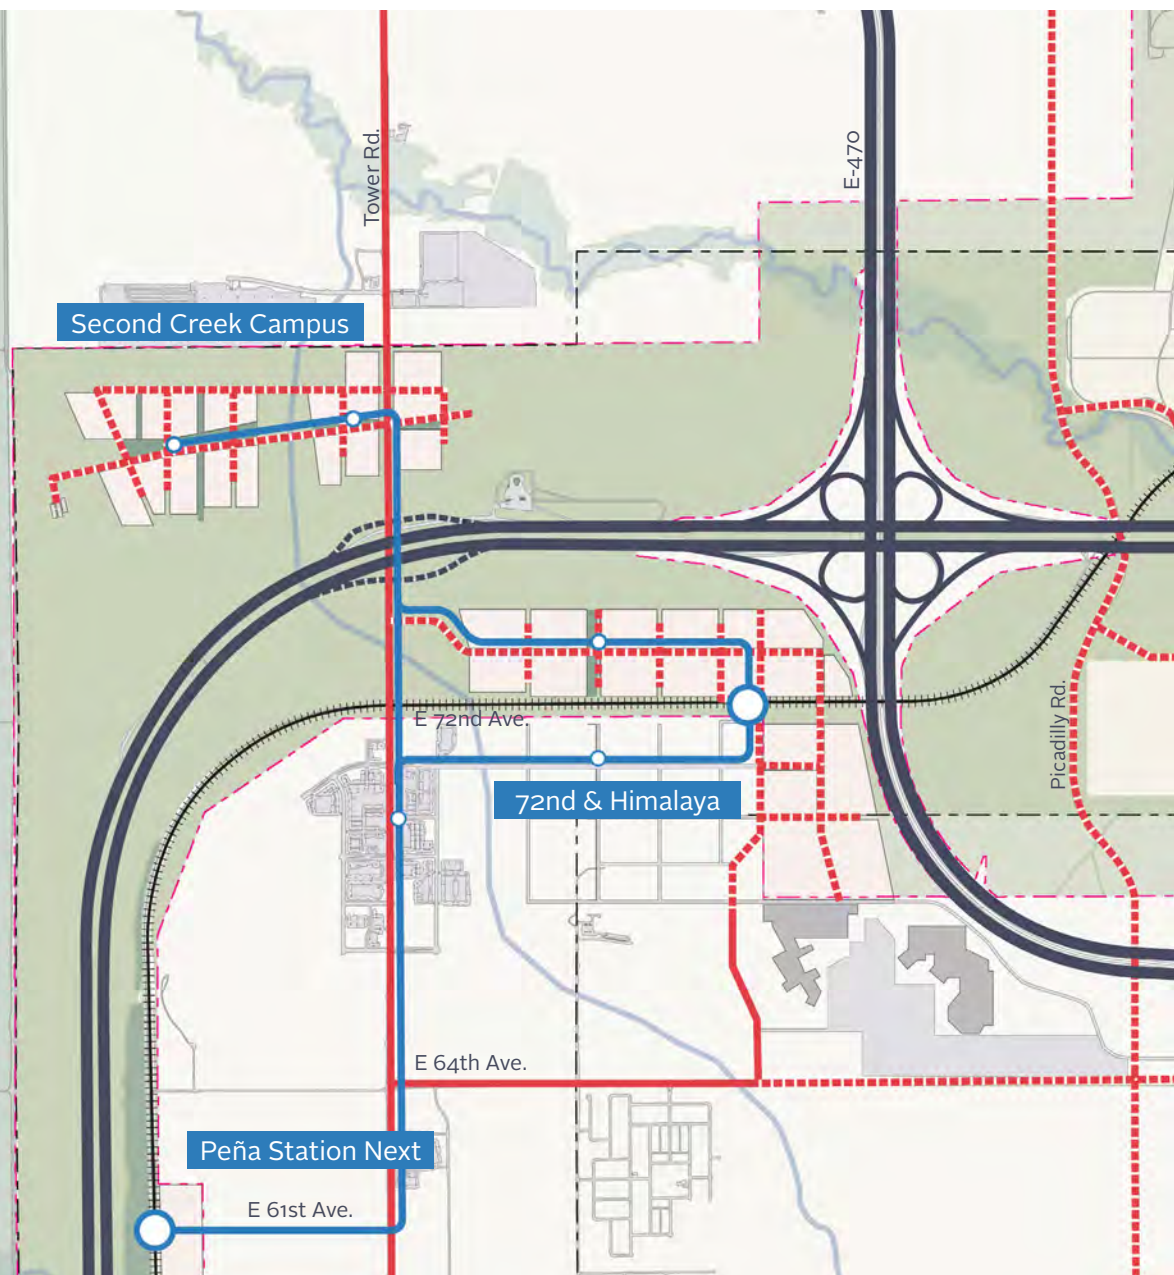 Tower Rd.
E-470
Second Creek Campus
E 72nd Ave.
Picadilly Rd.
72nd & Himalaya
E 64th Ave.
Peña Station Next
E 61st Ave.